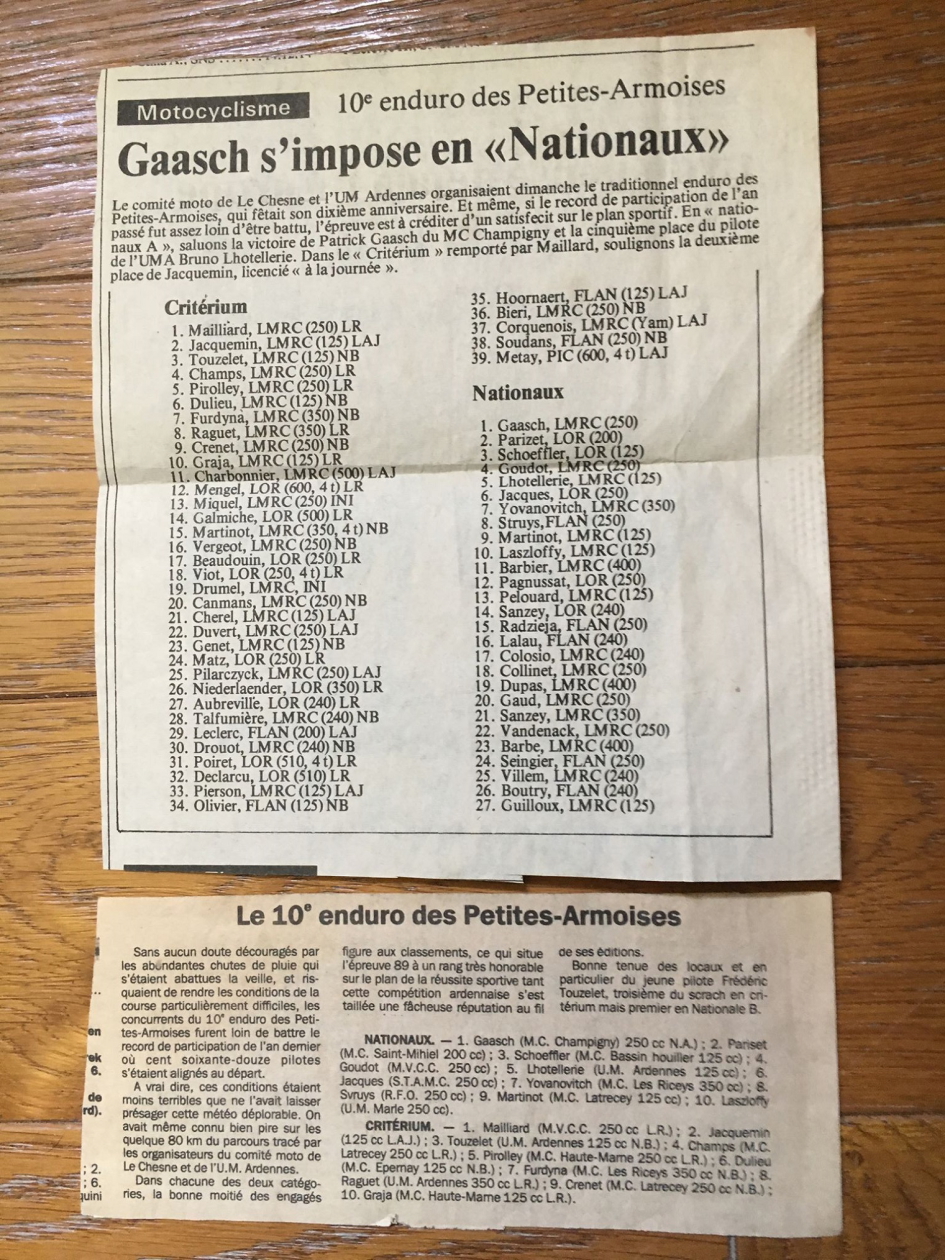 Motocyclisme
10e enduro des Petites-Armoises
Gaasch s'impose en «Nationaux»
Le comité moto de Le Chesne et l'UM Ardennes organisaient dimanche le traditionnel enduro des
Petites-Armoises, qui fêtait son dixième anniversaire. Et même, si le record de participation de l'an
passé fut assez loin d'être battu, l'épreuve est à créditer d'un satisfecit sur le plan sportif. En « natio-
naux A », saluons la victoire de Patrick Gaasch du MC Champigny et la cinquième place du pilote
de l'UMA Bruno Lhotellerie. Dans le « Critérium » remporté par Maillard, soulignons la deuxième
place de Jacquemin, licencié « à la journée ».
Critérium
1. Mailliard, LMRC (250) LR
2. Jacquemin, LMRC (125) LAJ
3. Touzelet, LMRC (125) NB
4. Champs, LMRC (250) LR
5. Pirolley, LMRC (250) LR
6. Dulieu, LMRC (125) NB
7. Furdyna, LMRC (350) NB
8. Raguet, LMRC (350) LR
9. Crenet, LMRC (250) NB
10. Graja, LMRC (125) LR
11. Charbonnier, LMRC (500) LAJ
12. Mengel, LOR (600, 4 t) LR
13. Miquel, LMRC (250) INI
14. Galmiche, LOR (500) LR
15. Martinot, LMRC (350, 4 t) NB
16. Vergeot, LMRC (250) NB
17. Beaudouin, LOR (250) LR
18. Viot, LOR (250, 4 t) LR
19. Drumel, LMRC, INI
20. Canmans, LMRC (250) NB
21. Cherel, LMRC (125) LAJ
22. Duvert, LMRC (250) LAJ
23. Genet, LMRC (125) NB
24. Matz, LOR (250) LR
25. Pilarczyck, LMRC (250) LAJ
26. Niederlaender, LOR (350) LR
27. Aubreville, LOR (240) LR
28. Talfumière, LMRC (240) NB
29. Leclerc, FLAN (200) LAJ
30. Drouot, LMRC (240) NB
31. Poiret, LOR (510, 4 t) LR
32. Declarcu, LOR (510) LR
33. Pierson, LMRC (125) LAJ
34. Olivier, FLAN (125) NB
35. Hoornaert, FLAN (125) LAJ
36. Bieri, LMRC (250) NB
37. Corquenois, LMRC (Yam) LAJ
38. Soudans, FLAN (250) NB
39. Metay, PIC (600, 4 t) LAJ
Nationaux
1. Gaasch, LMRC (250)
2. Parizet, LOR (200)
3. Schoeffler, LOR (125)
4. Goudot, LMRC (250)
5. Lhotellerie, LMRC (125)
6. Jacques, LOR (250)
7. Yovanovitch, LMRC (350)
8. Struys, FLAN (250)
9. Martinot, LMRC (125)
10. Laszloffy, LMRC (125)
11. Barbier, LMRC (400)
12. Pagnussat, LOR (250)
13. Pelouard, LMRC (125)
14. Sanzey, LOR (240)
15. Radzieja, FLAN (250)
16. Lalau, FLAN (240)
17. Colosio, LMRC (240)
18. Collinet, LMRC (250)
19. Dupas, LMRC (400)
20. Gaud, LMRC (250)
21. Sanzey, LMRC (350)
22. Vandenack, LMRC (250)
23. Barbe, LMRC (400)
24. Seingier, FLAN (250)
25. Villem, LMRC (240)
26. Boutry, FLAN (240)
27. Guilloux, LMRC (125)
Le 10e enduro des Petites-Armoises
Sans aucun doute découragés par
les abondantes chutes de pluie qui
s'étaient abattues la veille, et ris-
quaient de rendre les conditions de la
course particulièrement difficiles, les
concurrents du 10e enduro des Peti-
tes-Armoises furent loin de battre le
record de participation de l'an dernier
où cent soixante-douze pilotes
s'étaient alignés au départ.
A vrai dire, ces conditions étaient
moins terribles que ne l'avait laisser
présager cette météo déplorable. On
avait même connu bien pire sur les
quelque 80 km du parcours tracé par
les organisateurs du comité moto de
Le Chesne et de l'U.M. Ardennes.
Dans chacune des deux catégo-
ries, la bonne moitié des engagés
figure aux classements, ce qui situe
l'épreuve 89 à un rang très honorable
sur le plan de la réussite sportive tant
cette compétition ardennaise s'est
taillée une fâcheuse réputation au fil
de ses éditions.
Bonne tenue des locaux et en
particulier du jeune pilote Frédéric
Touzelet, troisième du scrach en cri-
térium mais premier en Nationale B.
NATIONAUX. — 1. Gaasch (M.C. Champigny) 250 cc N.A.) ; 2. Pariset
(M.C. Saint-Mihiel 200 cc) ; 3. Schoeffler (M.C. Bassin houiller 125 cc) ; 4.
Goudot (M.V.C.C. 250 cc) ; 5. Lhotellerie (U.M. Ardennes 125 cc) ; 6.
Jacques (S.T.A.M.C. 250 cc) ; 7. Yovanovitch (M.C. Les Riceys 350 cc) ; 8.
Svruys (R.F.O. 250 cc) ; 9. Martinot (M.C. Latrecey 125 cc) ; 10. Laszloffy
(U.M. Marle 250 cc).
CRITÉRIUM. — 1. Mailliard (M.V.C.C. 250 cc L.R.) ; 2. Jacquemin
(125 cc L.A.J.) ; 3. Touzelet (U.M. Ardennes 125 cc N.B.) ; 4. Champs (M.C.
Latrecey 250 cc L.R.) ; 5. Pirolley (M.C. Haute-Marne 250 cc L.R.) ; 6. Dulieu
(M.C. Epernay 125 cc N.B.) ; 7. Furdyna (M.C. Les Riceys 350 cc N.B.) ; 8.
Raguet (U.M. Ardennes 350 cc L.R.) ; 9. Crenet (M.C. Latrecey 250 cc N.B.) ;
10. Graja (M.C. Haute-Marne 125 cc L.R.).
en
6.
de
rd).
; 2.
; 6.